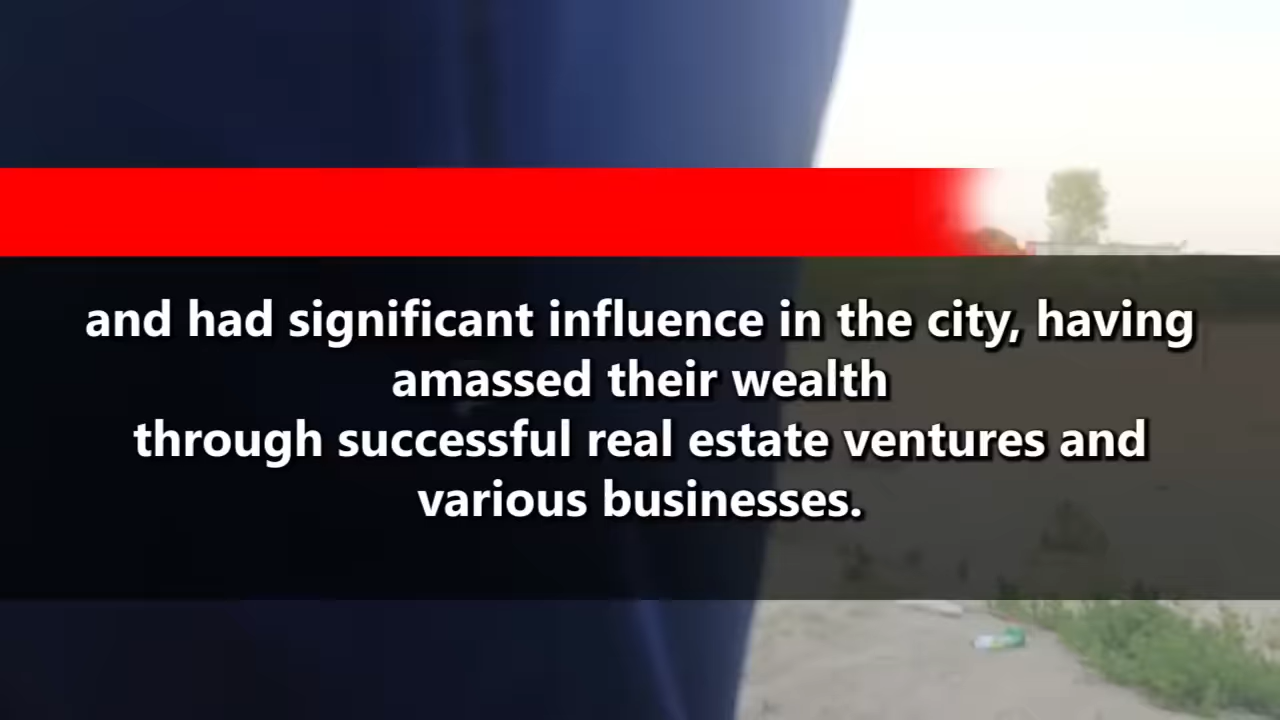 and had significant influence in the city, having
amassed their wealth
through successful real estate ventures and
various businesses.